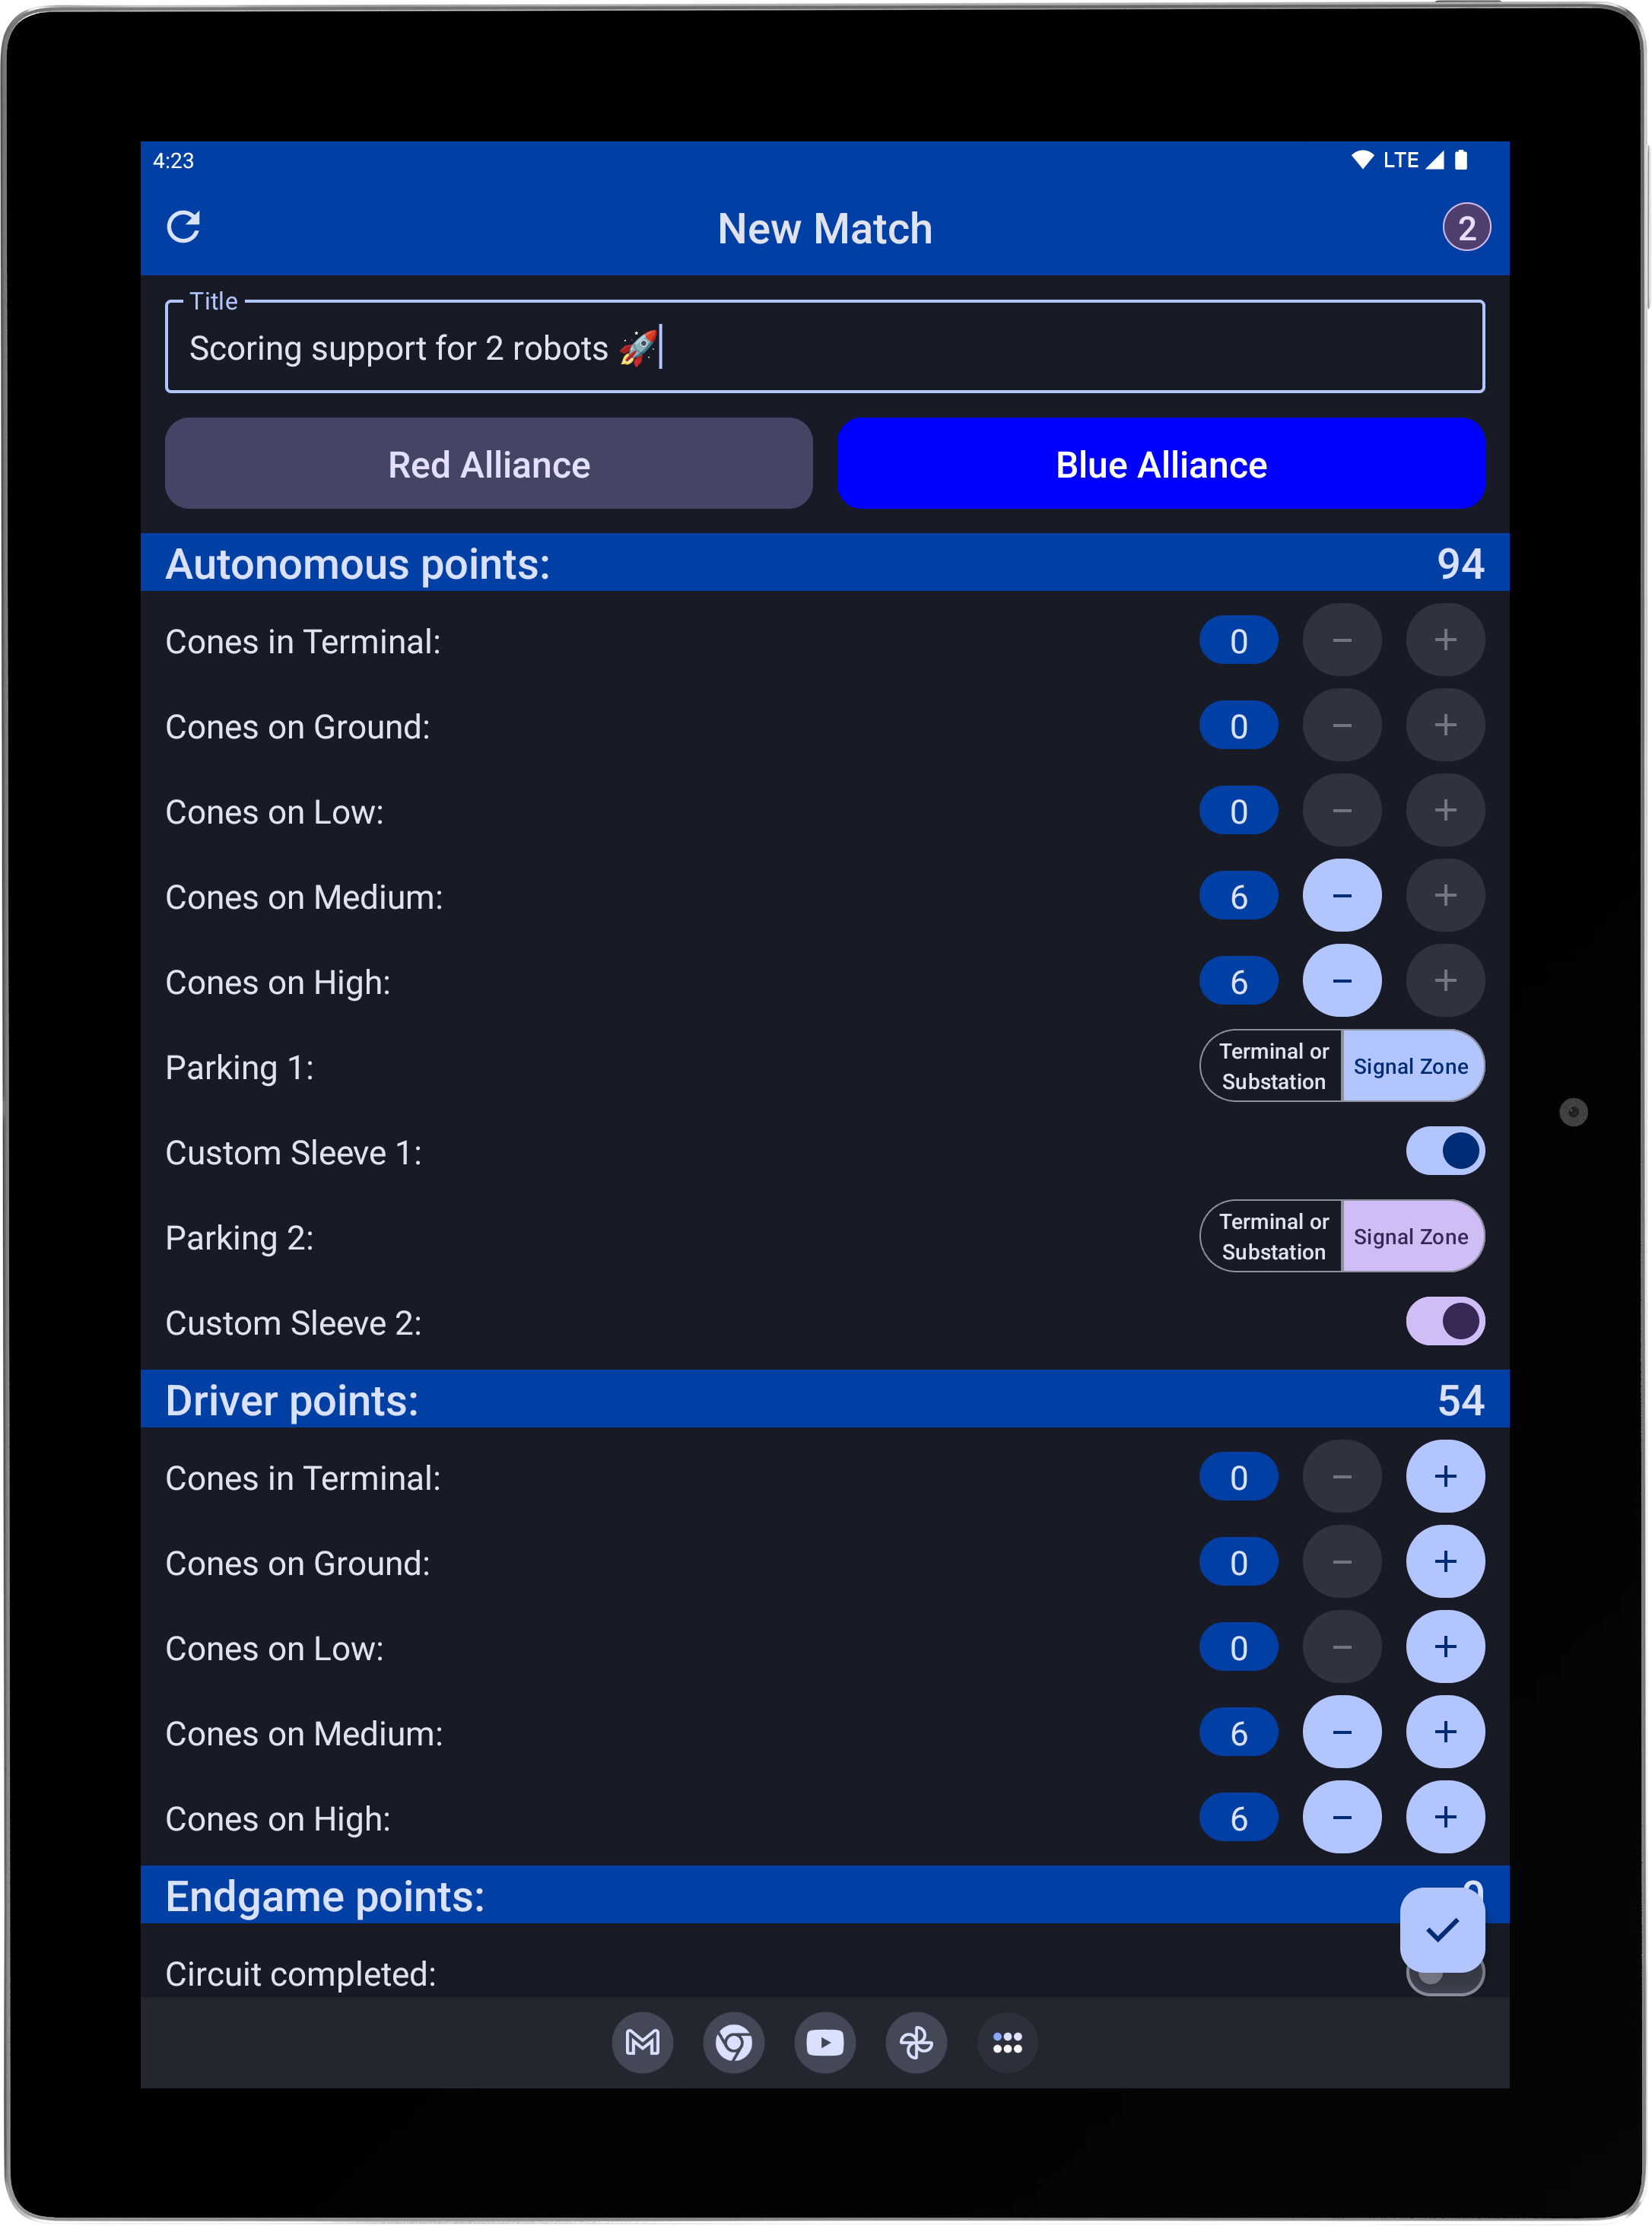 4:23 LTE
New Match 2
Title
Scoring support for 2 robots 🚀
Red Alliance Blue Alliance
Autonomous points: 94
Cones in Terminal: 0 − +
Cones on Ground: 0 − +
Cones on Low: 0 − +
Cones on Medium: 6 − +
Cones on High: 6 − +
Parking 1: Terminal or Substation Signal Zone
Custom Sleeve 1:
Parking 2: Terminal or Substation Signal Zone
Custom Sleeve 2:
Driver points: 54
Cones in Terminal: 0 − +
Cones on Ground: 0 − +
Cones on Low: 0 − +
Cones on Medium: 6 − +
Cones on High: 6 − +
Endgame points:
Circuit completed: